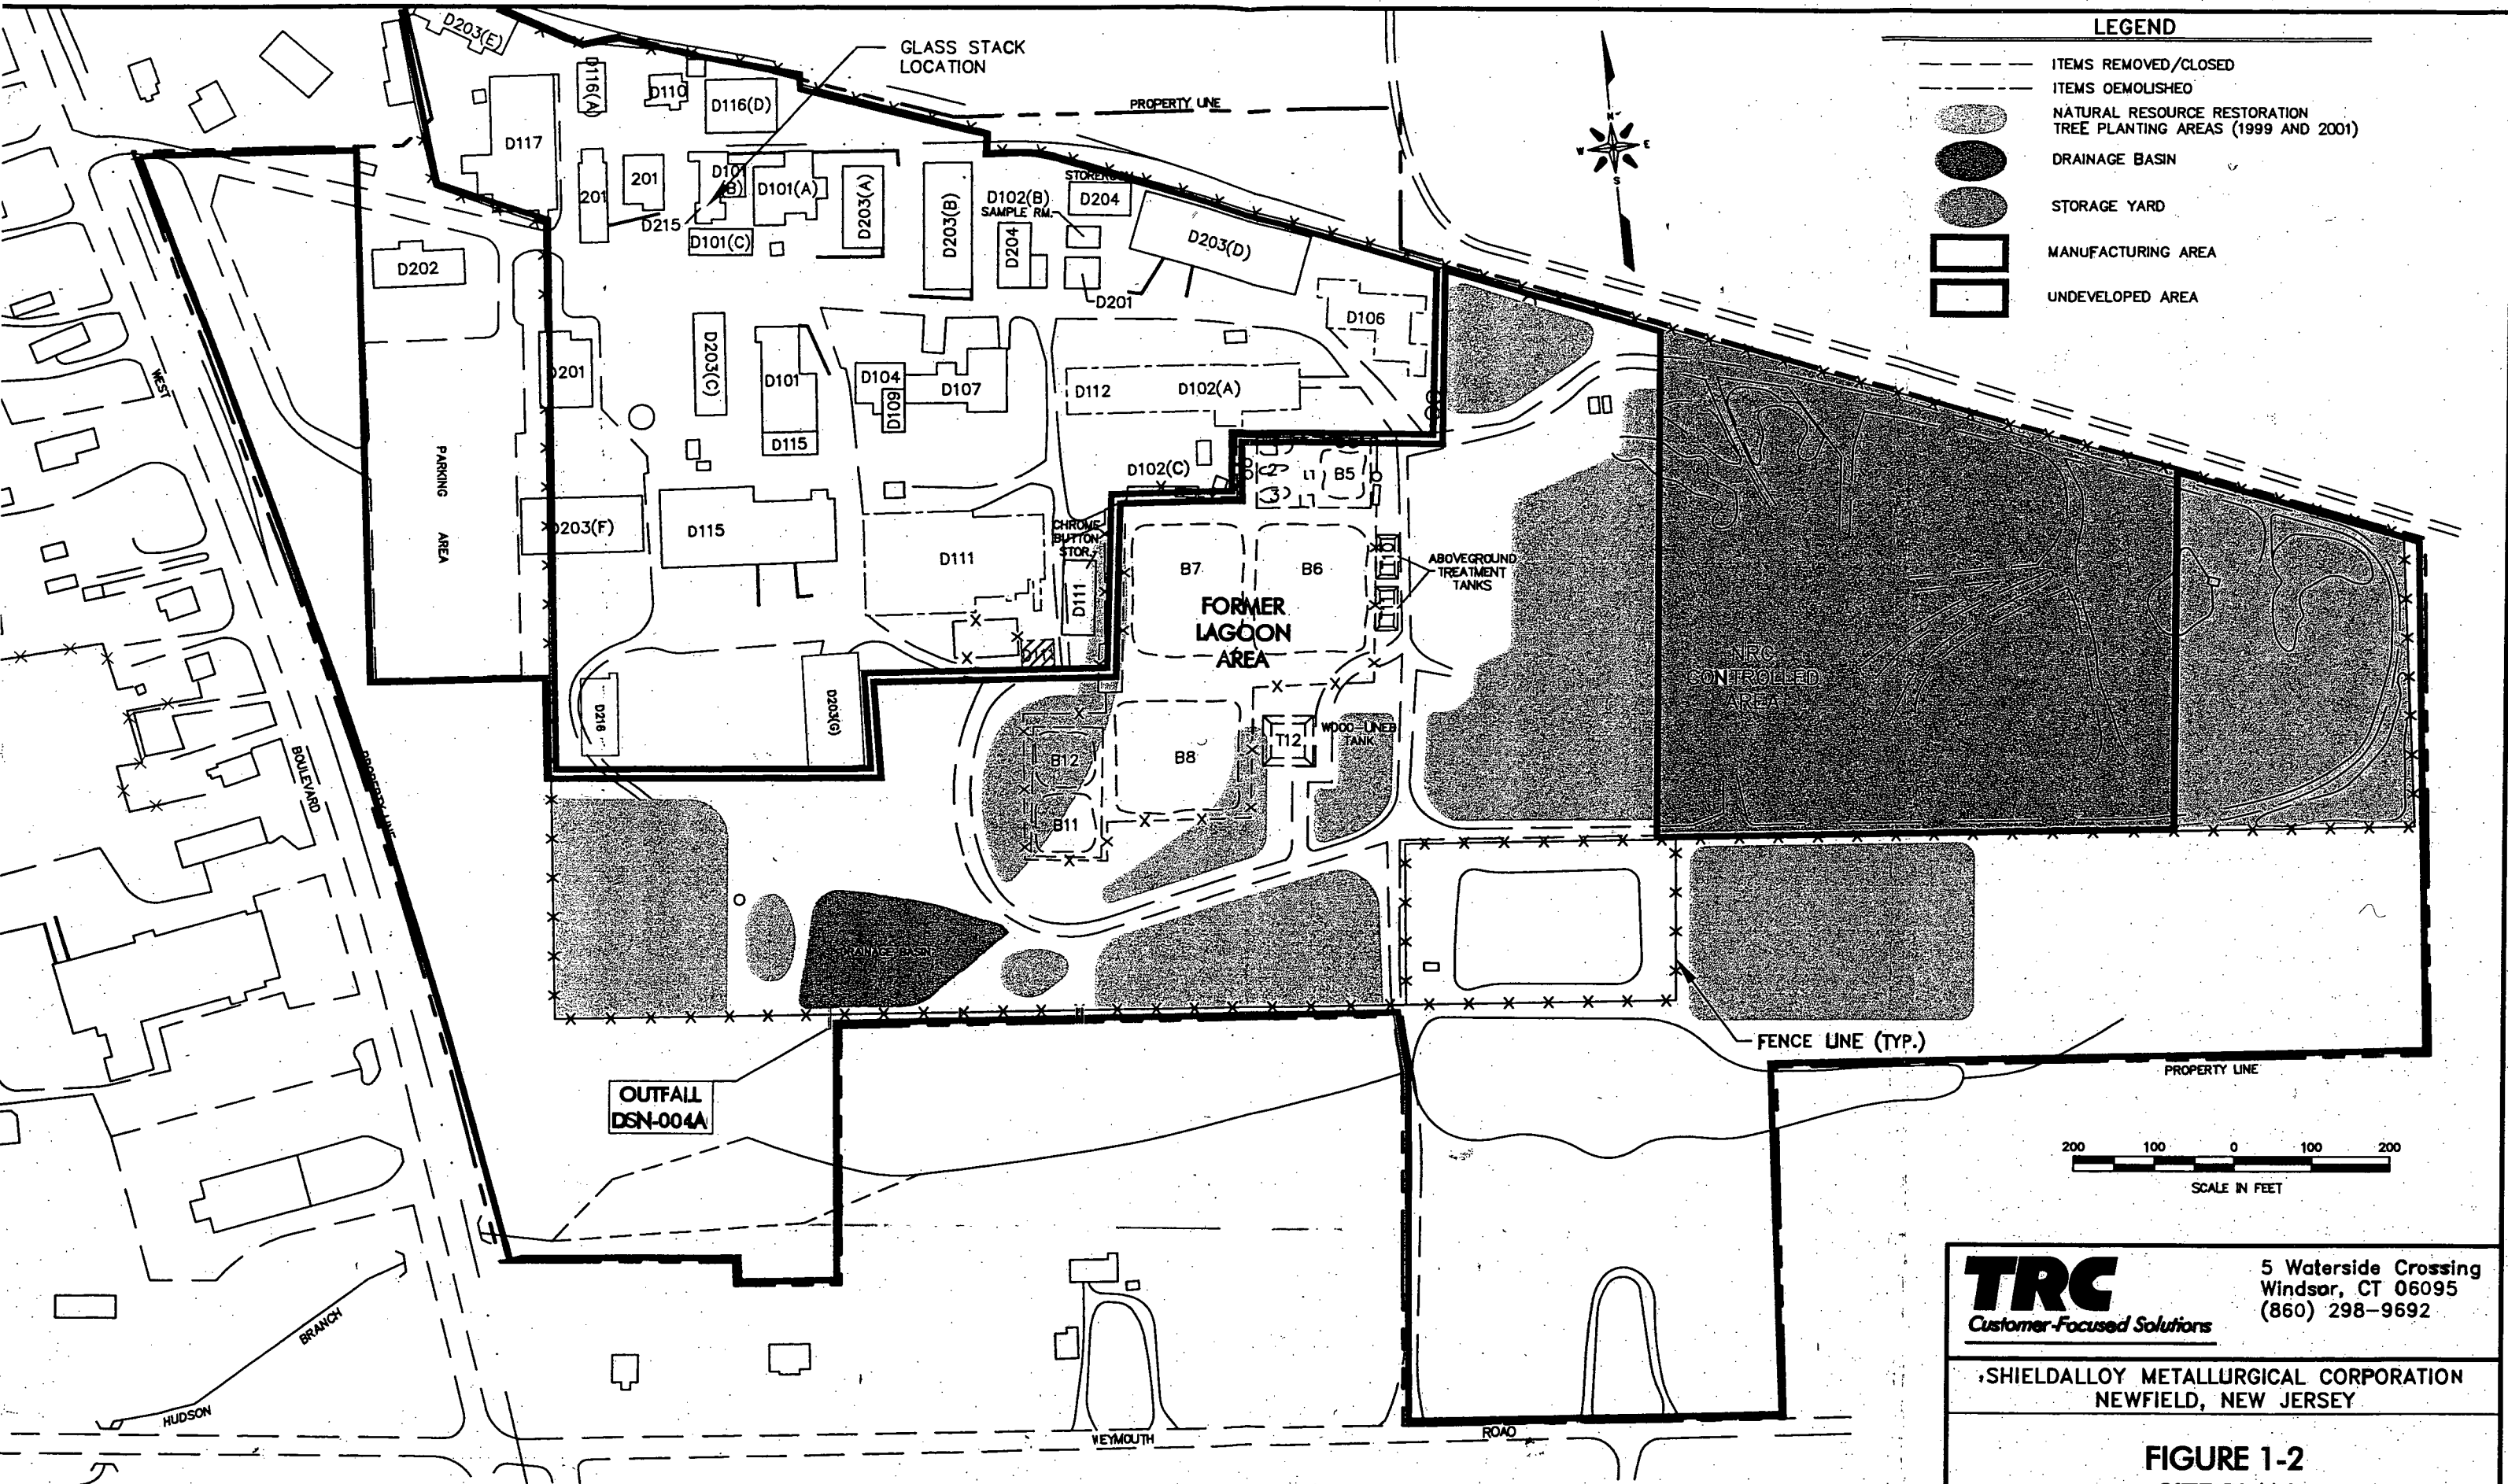 LEGEND
ITEMS REMOVED/CLOSED
ITEMS DEMOLISHED
NATURAL RESOURCE RESTORATION
TREE PLANTING AREAS (1999 AND 2001)
DRAINAGE BASIN
STORAGE YARD
MANUFACTURING AREA
UNDEVELOPED AREA
N
W
E
S
D203(E)
GLASS STACK
LOCATION
D116(A)
D110
D116(D)
PROPERTY LINE
D117
201
201
D101
(B)
D101(A)
D203(A)
D203(B)
D102(B)
SAMPLE RM.
STOREROOM
D204
D204
D203(D)
D215
D101(C)
D202
D201
D106
D201
D203(C)
D101
D115
D104
D109
D107
D112
D102(A)
WEST
PARKING
AREA
D102(C)
2
3
L1
B5
D203(F)
D115
CHROME
BUTTON
STOR.
D111
D111
B7
B6
ABOVEGROUND
TREATMENT
TANKS
FORMER
LAGOON
AREA
NRC
CONTROLLED
AREA
D111
D216
D203(G)
B12
B8
T12
WOOD-LINED
TANK
B11
BOULEVARD
PROPERTY LINE
DRAINAGE BASIN
FENCE LINE (TYP.)
OUTFALL
DSN-004A
PROPERTY LINE
200 100 0 100 200
SCALE IN FEET
BRANCH
HUDSON
WEYMOUTH
ROAD
TRC
Customer-Focused Solutions
5 Waterside Crossing
Windsor, CT 06095
(860) 298-9692
SHIELDALLOY METALLURGICAL CORPORATION
NEWFIELD, NEW JERSEY
FIGURE 1-2